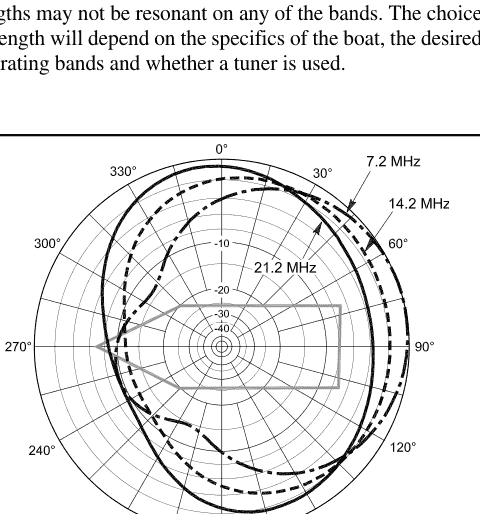 gths may not be resonant on any of the bands. The choice
ength will depend on the specifics of the boat, the desired
rating bands and whether a tuner is used.
0°
7.2 MHz
330°
30°
14.2 MHz
300°
-10
60°
21.2 MHz
-20
-30
-40
270°
90°
240°
120°